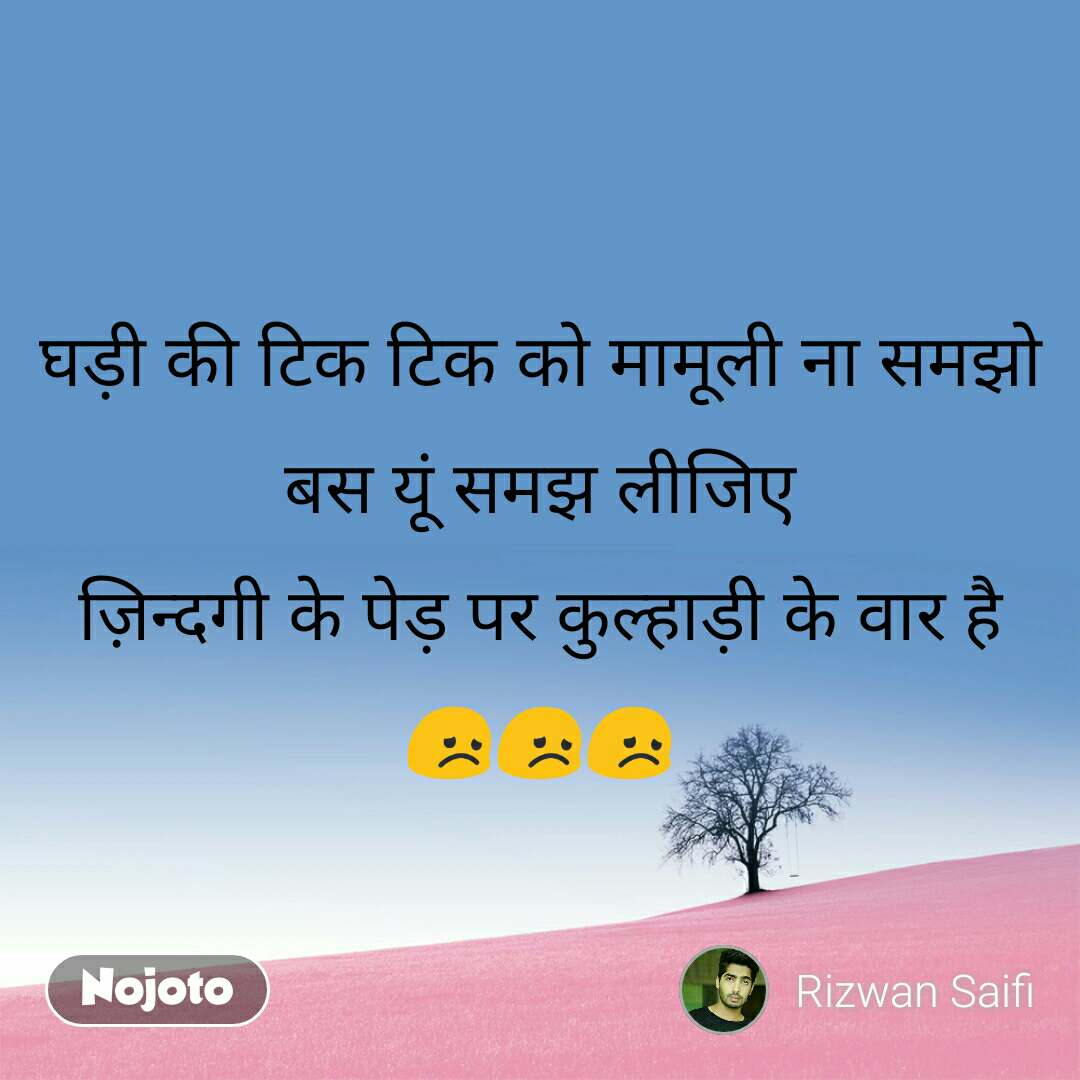 घड़ी की टिक टिक को मामूली ना समझो
बस यूं समझ लीजिए
ज़िन्दगी के पेड़ पर कुल्हाड़ी के वार है
😞😞😞
Nojoto
Rizwan Saifi